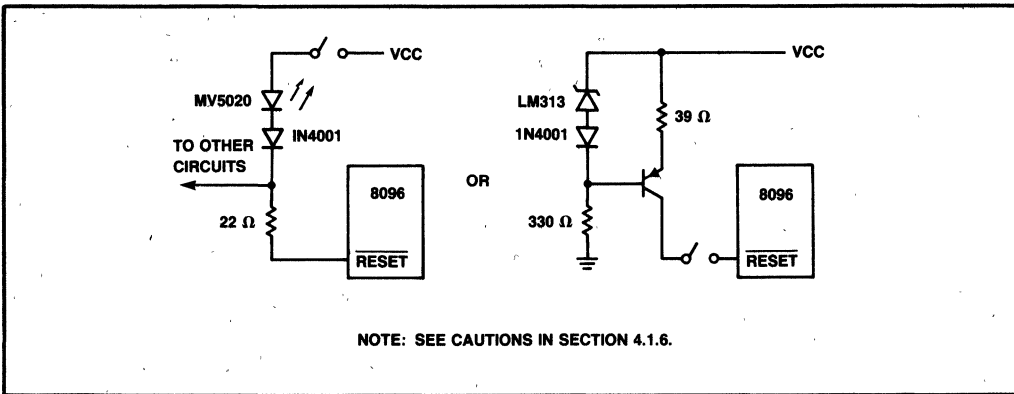 VCC
MV5020
IN4001
TO OTHER
CIRCUITS
22 Ω
8096
RESET
OR
VCC
LM313
39 Ω
1N4001
330 Ω
8096
RESET
NOTE: SEE CAUTIONS IN SECTION 4.1.6.